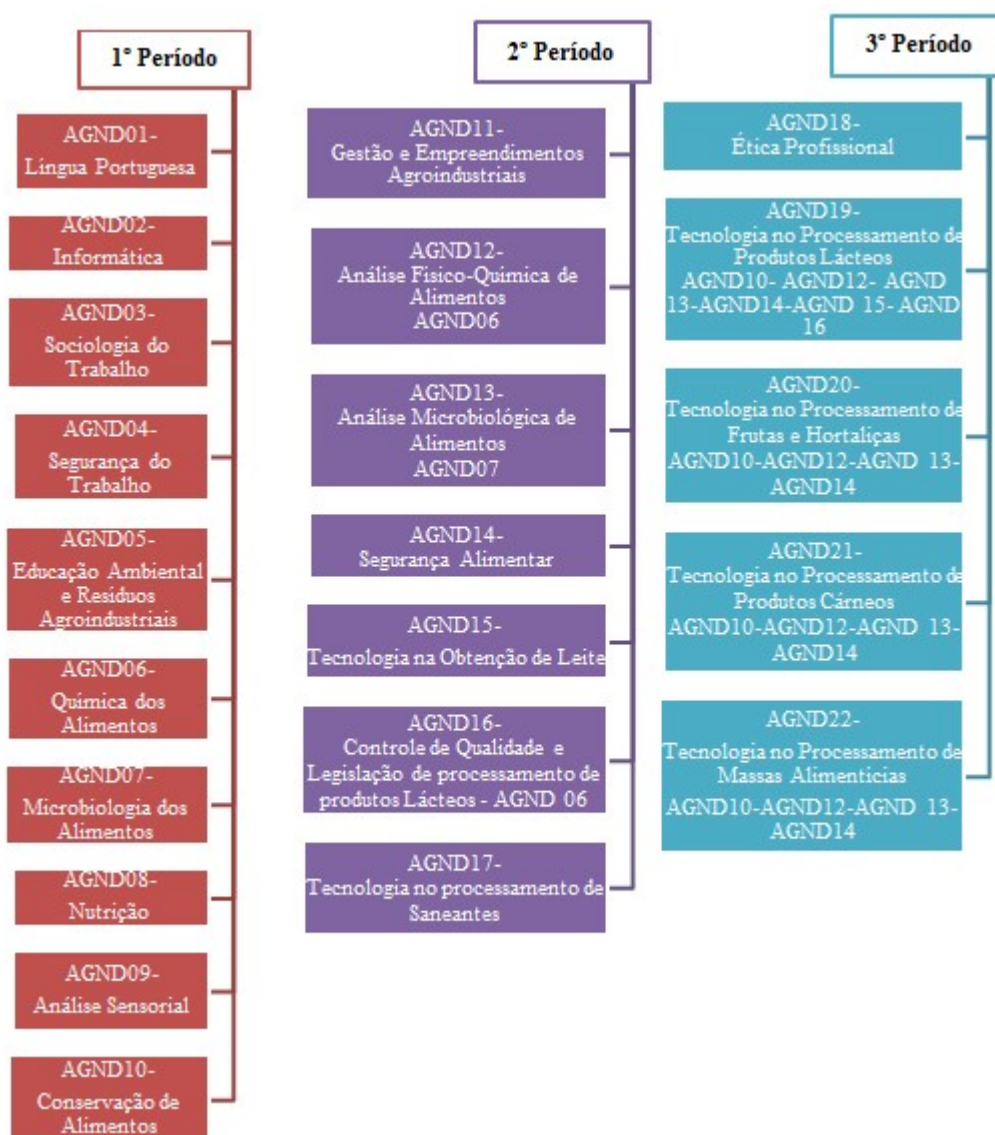 1° Período
AGND01-
Língua Portuguesa
AGND02-
Informática
AGND03-
Sociologia do
Trabalho
AGND04-
Segurança do
Trabalho
AGND05-
Educação Ambiental
e Resíduos
Agroindustriais
AGND06-
Química dos
Alimentos
AGND07-
Microbiologia dos
Alimentos
AGND08-
Nutrição
AGND09-
Análise Sensorial
AGND10-
Conservação de
Alimentos
2° Período
AGND11-
Gestão e Empreendimentos
Agroindustriais
AGND12-
Análise Físico-Química de
Alimentos
AGND06
AGND13-
Análise Microbiológica de
Alimentos
AGND07
AGND14-
Segurança Alimentar
AGND15-
Tecnologia na Obtenção de Leite
AGND16-
Controle de Qualidade e
Legislação de processamento de
produtos Lácteos - AGND 06
AGND17-
Tecnologia no processamento de
Saneantes
3° Período
AGND18-
Ética Profissional
AGND19-
Tecnologia no Processamento de
Produtos Lácteos
AGND10- AGND12- AGND
13-AGND14-AGND 15- AGND
16
AGND20-
Tecnologia no Processamento de
Frutas e Hortaliças
AGND10-AGND12-AGND 13-
AGND14
AGND21-
Tecnologia no Processamento de
Produtos Cárneos
AGND10-AGND12-AGND 13-
AGND14
AGND22-
Tecnologia no Processamento de
Massas Alimentícias
AGND10-AGND12-AGND 13-
AGND14